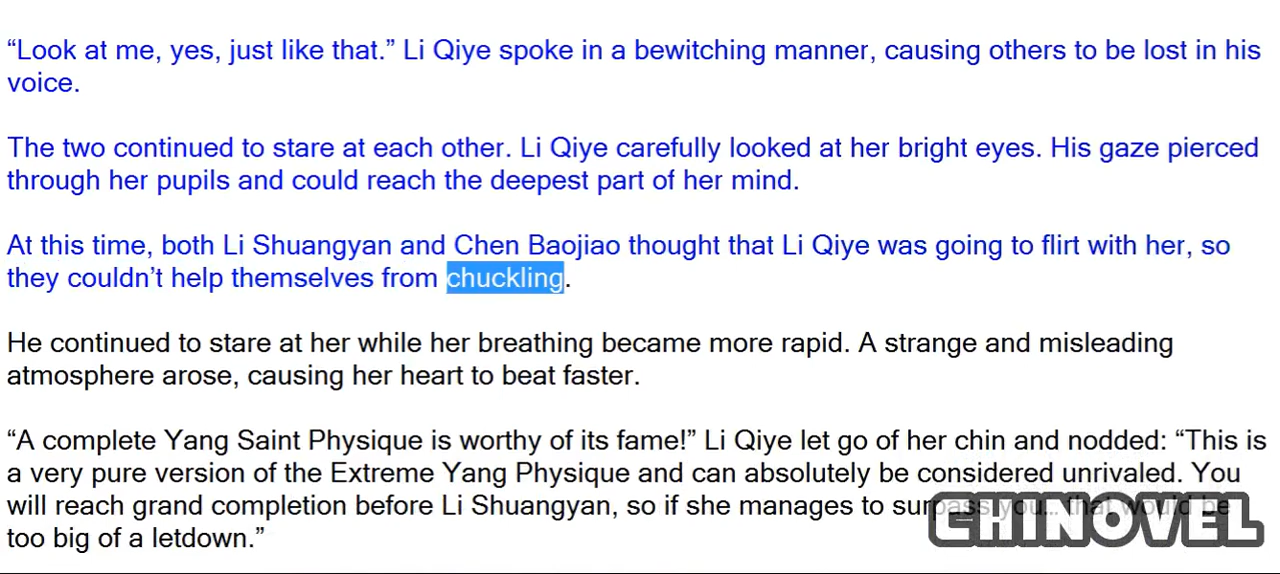 “Look at me, yes, just like that.” Li Qiye spoke in a bewitching manner, causing others to be lost in his
voice.
The two continued to stare at each other. Li Qiye carefully looked at her bright eyes. His gaze pierced
through her pupils and could reach the deepest part of her mind.
At this time, both Li Shuangyan and Chen Baojiao thought that Li Qiye was going to flirt with her, so
they couldn’t help themselves from chuckling.
He continued to stare at her while her breathing became more rapid. A strange and misleading
atmosphere arose, causing her heart to beat faster.
“A complete Yang Saint Physique is worthy of its fame!” Li Qiye let go of her chin and nodded: “This is
a very pure version of the Extreme Yang Physique and can absolutely be considered unrivaled. You
will reach grand completion before Li Shuangyan, so if she manages to surpass you… that would be
too big of a letdown.”
CHINOVEL